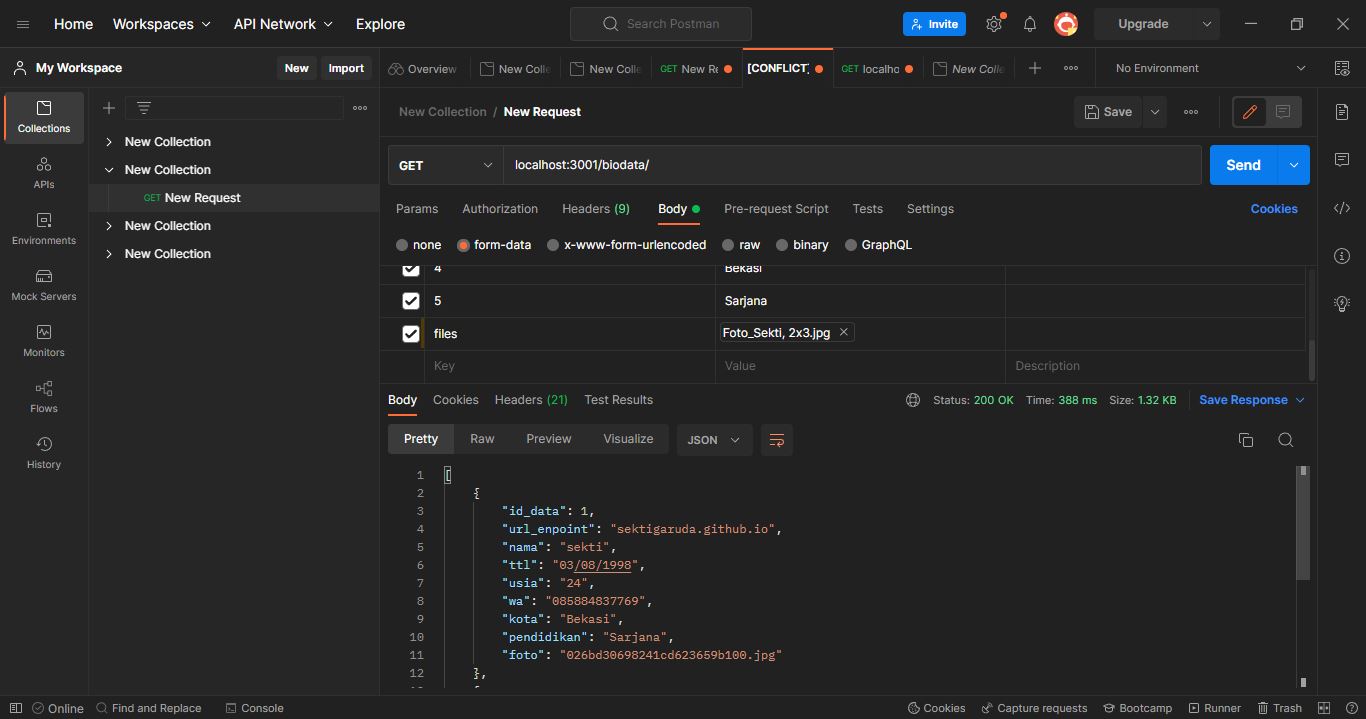 Home Workspaces API Network Explore Search Postman Invite Upgrade
My Workspace New Import Overview New Colle New Colle GET New Re [CONFLICT] GET localho New Colle No Environment
Collections
APIs
Environments
Mock Servers
Monitors
Flows
History
New Collection
New Collection
GET New Request
New Collection
New Collection
New Collection / New Request Save
GET localhost:3001/biodata/ Send
Params Authorization Headers (9) Body Pre-request Script Tests Settings Cookies
none form-data x-www-form-urlencoded raw binary GraphQL
4 Bekasi
5 Sarjana
files Foto_Sekti, 2x3.jpg
Key Value Description
Body Cookies Headers (21) Test Results Status: 200 OK Time: 388 ms Size: 1.32 KB Save Response
Pretty Raw Preview Visualize JSON
1 [
2 {
3 "id_data": 1,
4 "url_enpoint": "sektigaruda.github.io",
5 "nama": "sekti",
6 "ttl": "03/08/1998",
7 "usia": "24",
8 "wa": "085884837769",
9 "kota": "Bekasi",
10 "pendidikan": "Sarjana",
11 "foto": "026bd30698241cd623659b100.jpg"
12 },
Online Find and Replace Console Cookies Capture requests Bootcamp Runner Trash